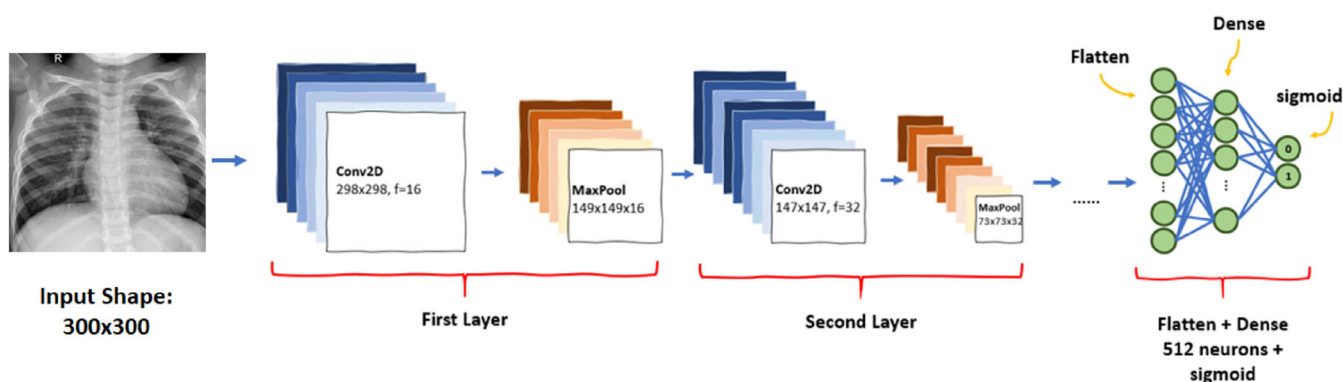 R
Input Shape:
300x300
Conv2D
298x298, f=16
MaxPool
149x149x16
First Layer
Conv2D
147x147, f=32
MaxPool
73x73x32
Second Layer
......
Flatten
Dense
sigmoid
0
1
Flatten + Dense
512 neurons +
sigmoid